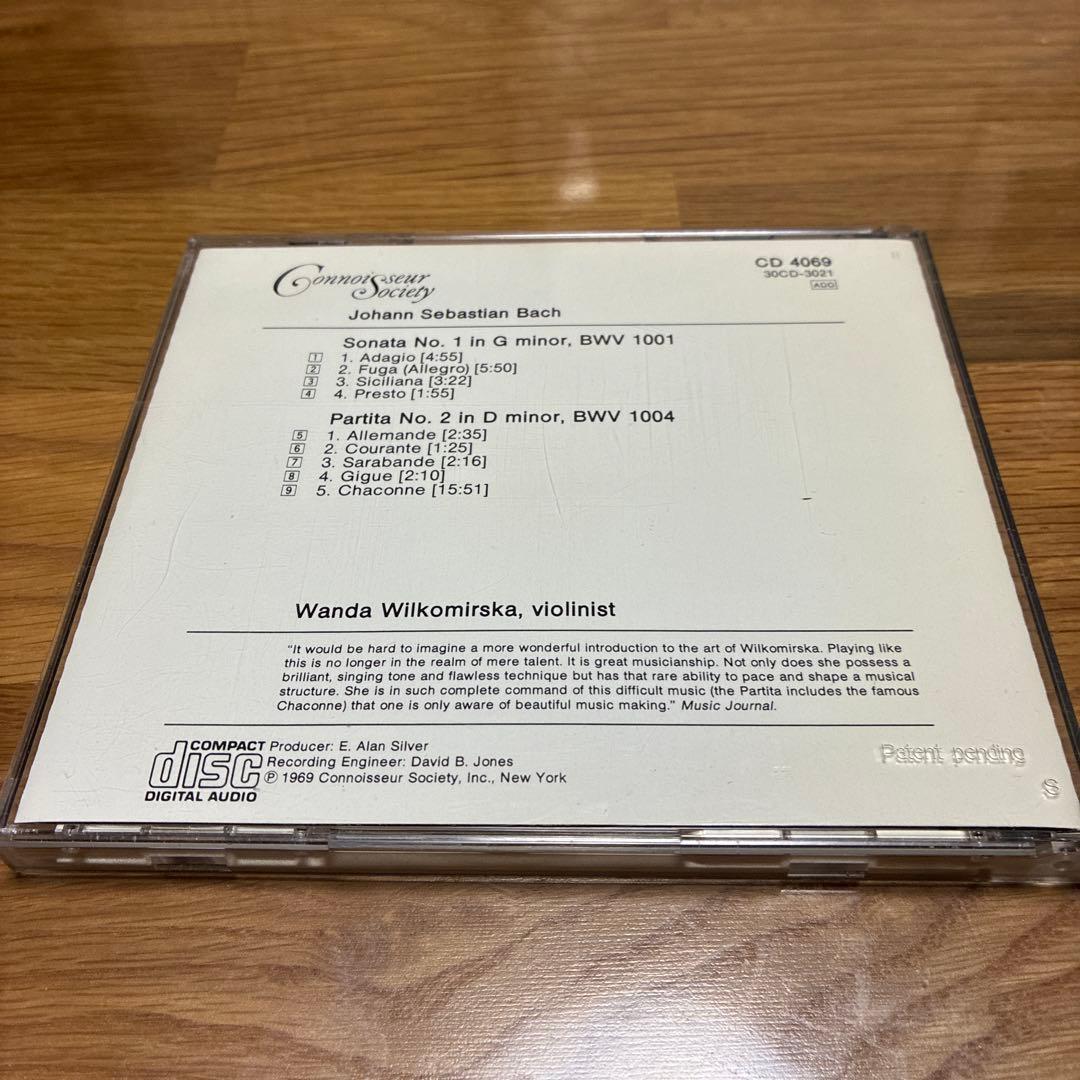 Connoisseur Society
CD 4069
30CD-3021
ADD
Johann Sebastian Bach
Sonata No. 1 in G minor, BWV 1001
1 1. Adagio [4:55]
2 2. Fuga (Allegro) [5:50]
3 3. Siciliana [3:22]
4 4. Presto [1:55]
Partita No. 2 in D minor, BWV 1004
5 1. Allemande [2:35]
6 2. Courante [1:25]
7 3. Sarabande [2:16]
8 4. Gigue [2:10]
9 5. Chaconne [15:51]
Wanda Wilkomirska, violinist
"It would be hard to imagine a more wonderful introduction to the art of Wilkomirska. Playing like
this is no longer in the realm of mere talent. It is great musicianship. Not only does she possess a
brilliant, singing tone and flawless technique but has that rare ability to pace and shape a musical
structure. She is in such complete command of this difficult music (the Partita includes the famous
Chaconne) that one is only aware of beautiful music making." Music Journal.
COMPACT
disc
DIGITAL AUDIO
Producer: E. Alan Silver
Recording Engineer: David B. Jones
℗ 1969 Connoisseur Society, Inc., New York
Patent pending